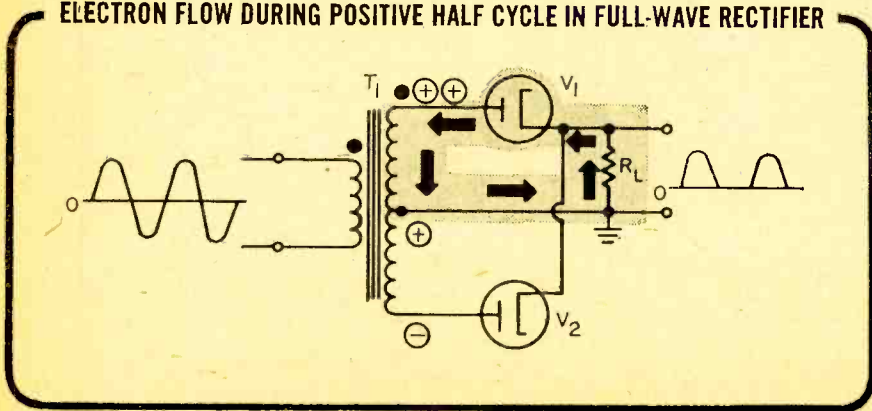 ELECTRON FLOW DURING POSITIVE HALF CYCLE IN FULL-WAVE RECTIFIER
T1
+ +
V1
RL
0
0
+
V2
−